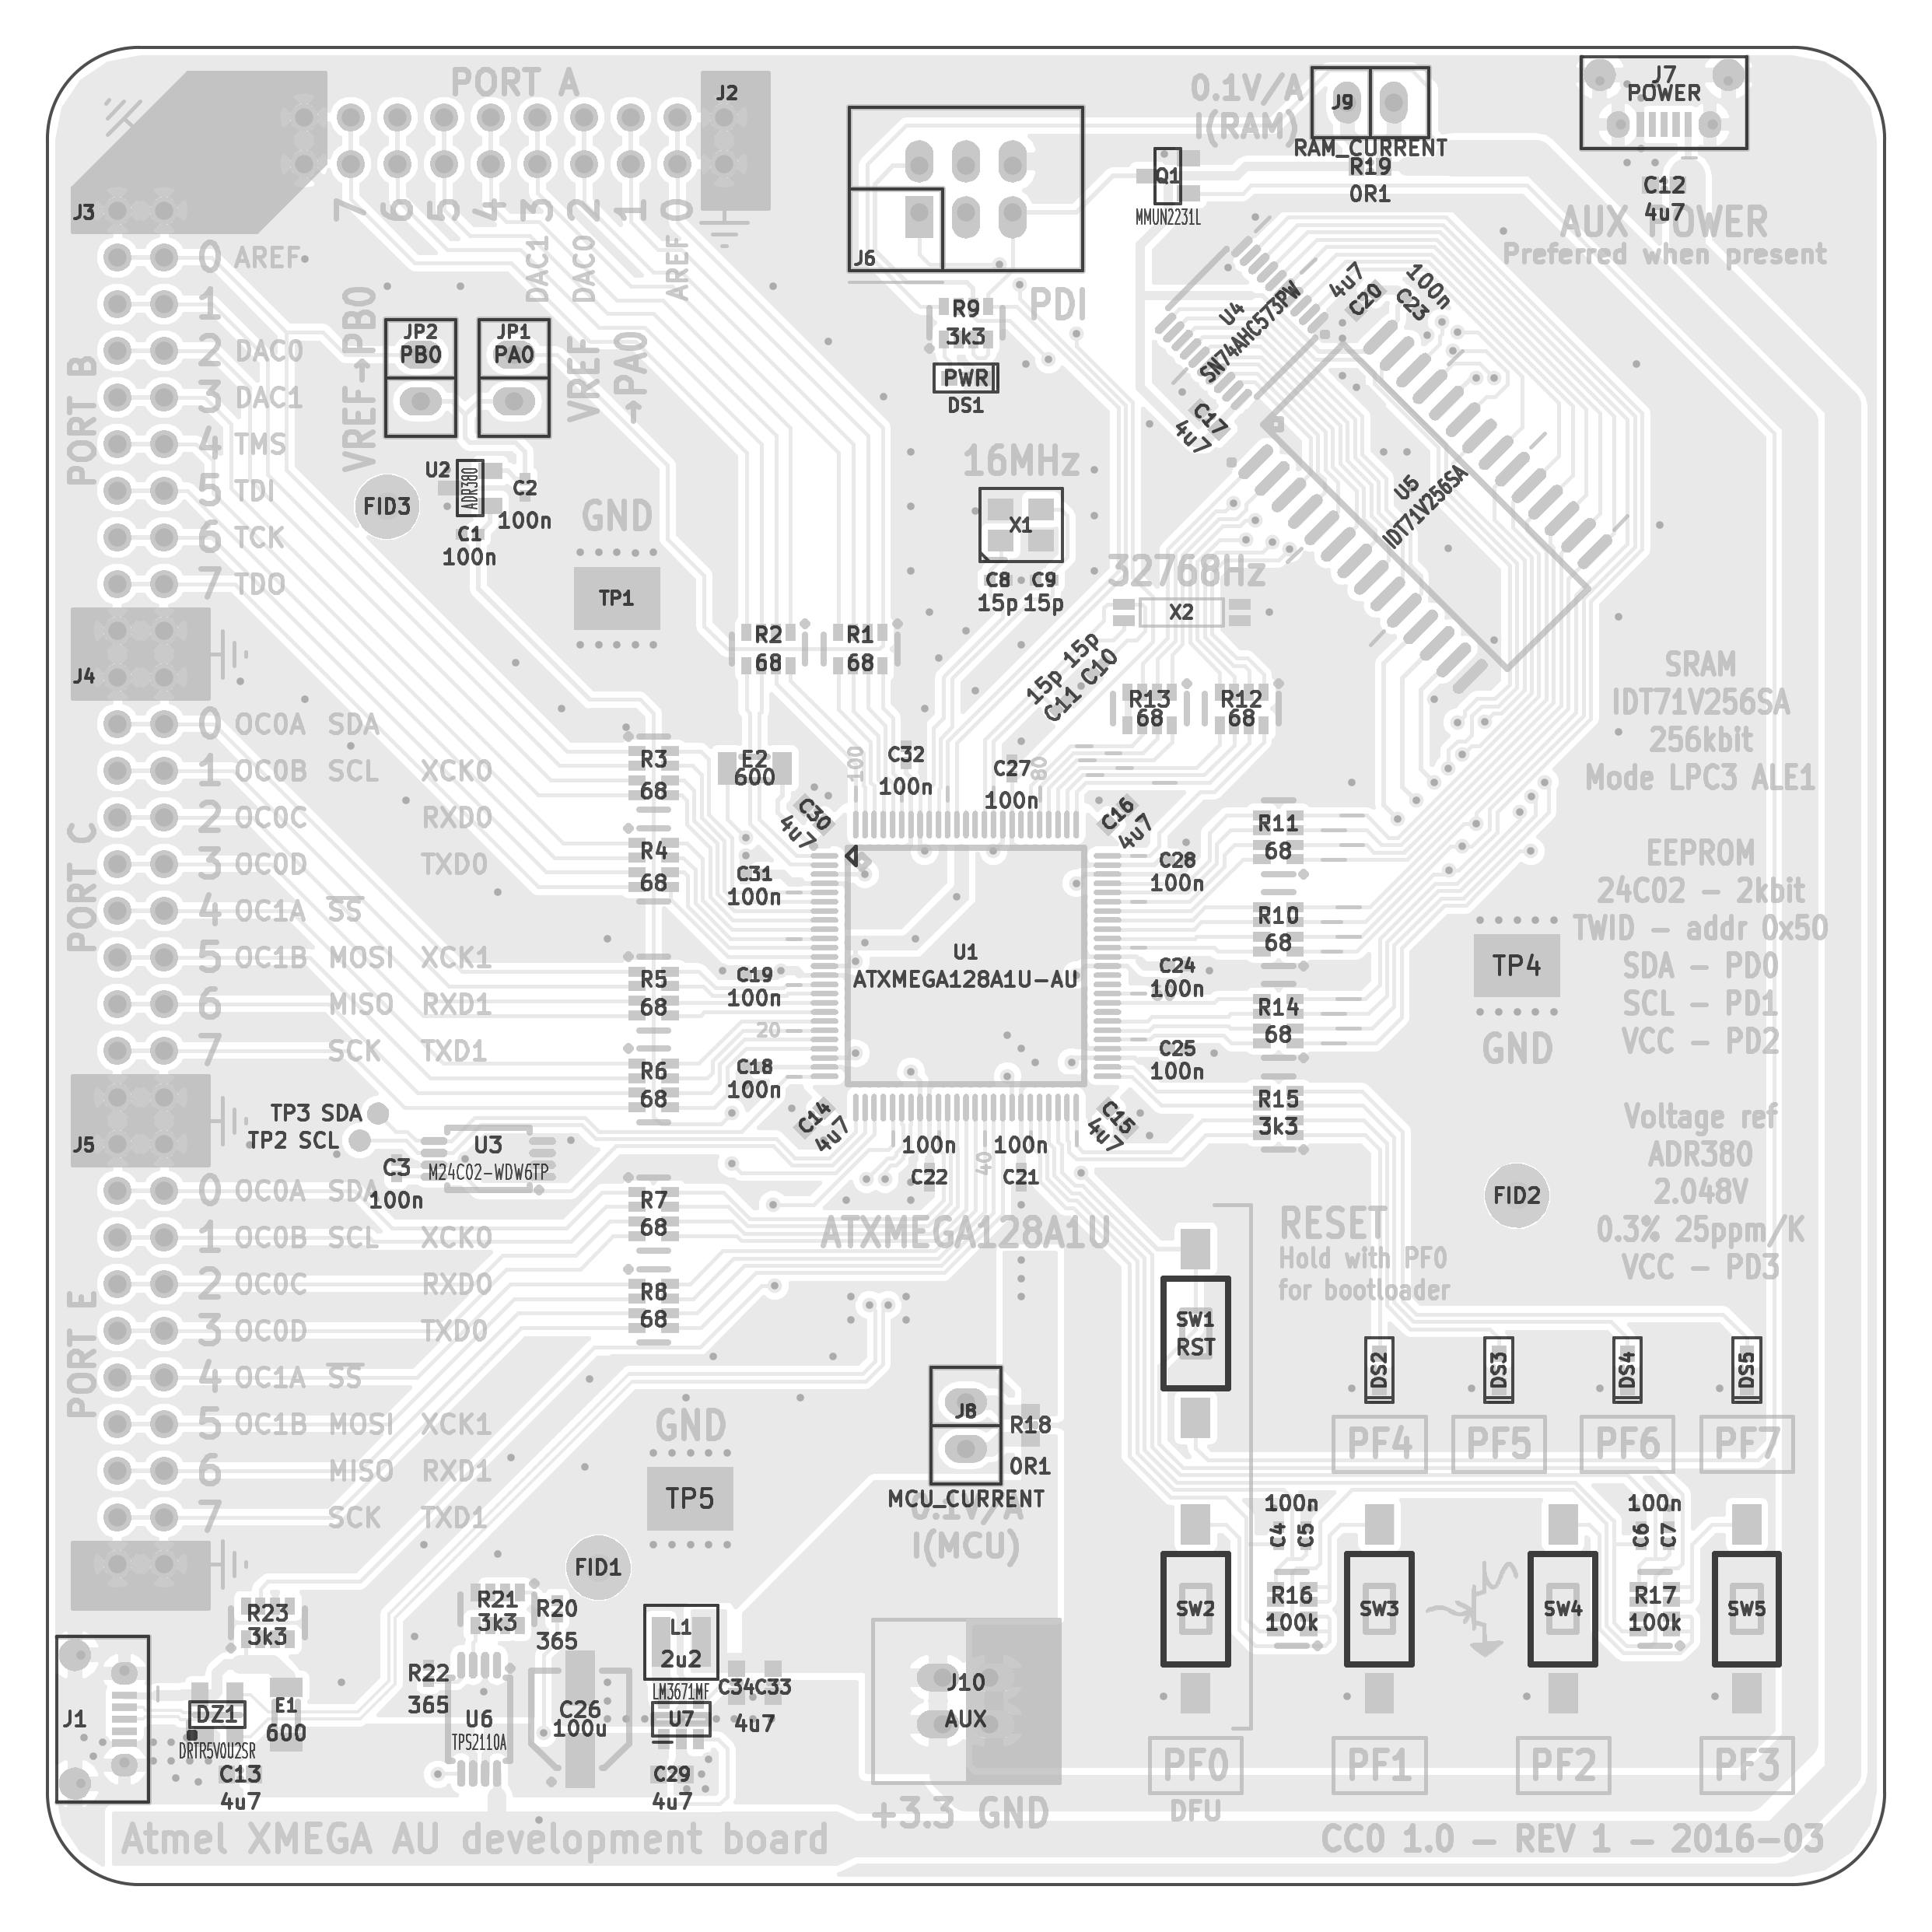 PORT A
J2
J3
7 6 5 4 3 2 1 0
DAC1 DAC0 AREF
0.1V/A
I(RAM)
J9
RAM_CURRENT
R19
0R1
J7
POWER
C12
4u7
AUX POWER
Preferred when present
Q1
MMUN2231L
J6
PDI
R9
3k3
PWR
DS1
U4
SN74AHC573PW
4u7
C20
100n
C23
C17
4u7
U5
IDT71V256SA
PORT B
0 AREF
1
2 DAC0
3 DAC1
4 TMS
5 TDI
6 TCK
7 TDO
VREF→PB0
JP2
PB0
JP1
PA0
VREF
→PA0
U2
ADR380
C2
100n
C1
100n
FID3
GND
TP1
16MHz
X1
C8 C9
15p 15p
32768Hz
X2
15p 15p
C11 C10
R2
68
R1
68
R13
68
R12
68
SRAM
IDT71V256SA
256kbit
Mode LPC3 ALE1
J4
PORT C
0 OC0A SDA
1 OC0B SCL XCK0
2 OC0C RXD0
3 OC0D TXD0
4 OC1A SS
5 OC1B MOSI XCK1
6 MISO RXD1
7 SCK TXD1
R3
68
E2
600
R4
68
R5
68
R6
68
C30
4u7
C32
100n
100
C27
100n
80
C16
4u7
C31
100n
C19
100n
20
C18
100n
C14
4u7
U1
ATXMEGA128A1U-AU
C28
100n
C24
100n
60
C25
100n
C15
4u7
R11
68
R10
68
R14
68
R15
3k3
TP4
GND
EEPROM
24C02 - 2kbit
TWID - addr 0x50
SDA - PD0
SCL - PD1
VCC - PD2
Voltage ref
ADR380
2.048V
0.3% 25ppm/K
VCC - PD3
FID2
J5
TP3 SDA
TP2 SCL
U3
M24C02-WDW6TP
C3
100n
100n 100n
C22 40 C21
ATXMEGA128A1U
PORT E
0 OC0A SDA
1 OC0B SCL XCK0
2 OC0C RXD0
3 OC0D TXD0
4 OC1A SS
5 OC1B MOSI XCK1
6 MISO RXD1
7 SCK TXD1
R7
68
R8
68
RESET
Hold with PF0
for bootloader
SW1
RST
DS2 DS3 DS4 DS5
PF4 PF5 PF6 PF7
GND
TP5
J8
R18
0R1
MCU_CURRENT
0.1V/A
I(MCU)
100n
C4 C5
R16
100k
100n
C6 C7
R17
100k
SW2 SW3 SW4 SW5
PF0 PF1 PF2 PF3
DFU
FID1
R23
3k3
R21
3k3
R20
365
R22
365
L1
2u2
LM3671MF
U7
C34 C33
4u7
C29
4u7
J1
DZ1
DRTR5V0U2SR
E1
600
C13
4u7
U6
TPS2110A
C26
100u
J10
AUX
+3.3 GND
Atmel XMEGA AU development board
CC0 1.0 - REV 1 - 2016-03